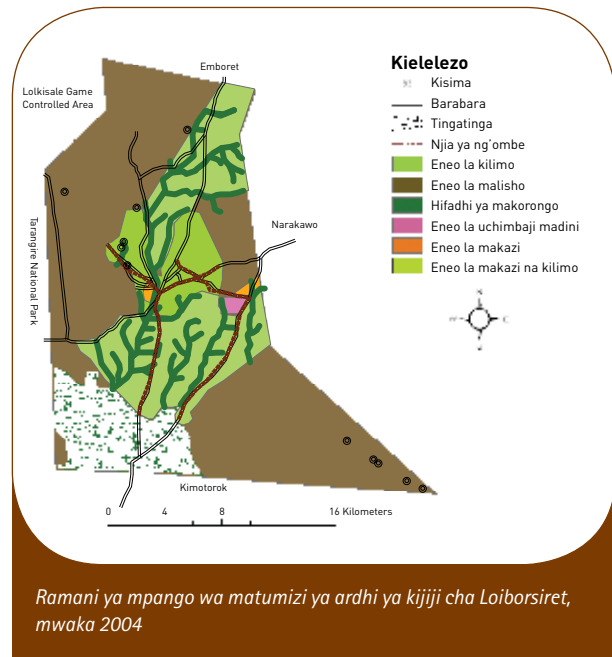 Emboret
Lolkisale Game
Controlled Area
Tarangire National Park
Narakawo
Kimotorok
0 4 8 16 Kilometers
Kielelezo
Kisima
Barabara
Tingatinga
Njia ya ng'ombe
Eneo la kilimo
Eneo la malisho
Hifadhi ya makorongo
Eneo la uchimbaji madini
Eneo la makazi
Eneo la makazi na kilimo
Ramani ya mpango wa matumizi ya ardhi ya kijiji cha Loiborsiret,
mwaka 2004